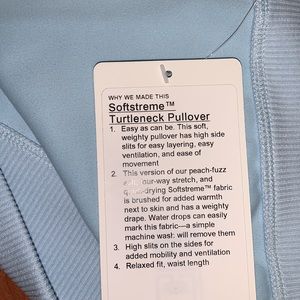 WHY WE MADE THIS
Softstreme™
Turtleneck Pullover
1. Easy as can be. This soft,
weighty pullover has high side
slits for easy layering, easy
ventilation, and ease of
movement
2. This version of our peach-fuzz
four-way stretch, and
drying Softstreme™ fabric
is brushed for added warmth
next to skin and has a weighty
drape. Water drops can easily
mark this fabric—a simple
machine wash will remove them
3. High slits on the sides for
added mobility and ventilation
4. Relaxed fit, waist length